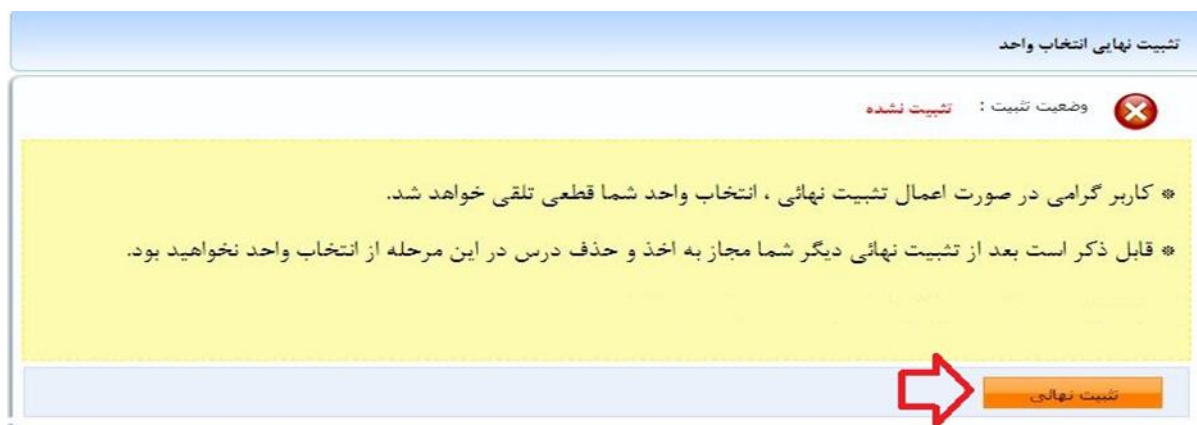 تثبیت نهایی انتخاب واحد
وضعیت تثبیت : تثبیت نشده
* کاربر گرامی در صورت اعمال تثبیت نهائی ، انتخاب واحد شما قطعی تلقی خواهد شد.
* قابل ذکر است بعد از تثبیت نهائی دیگر شما مجاز به اخذ و حذف درس در این مرحله از انتخاب واحد نخواهید بود.
تثبیت نهائی